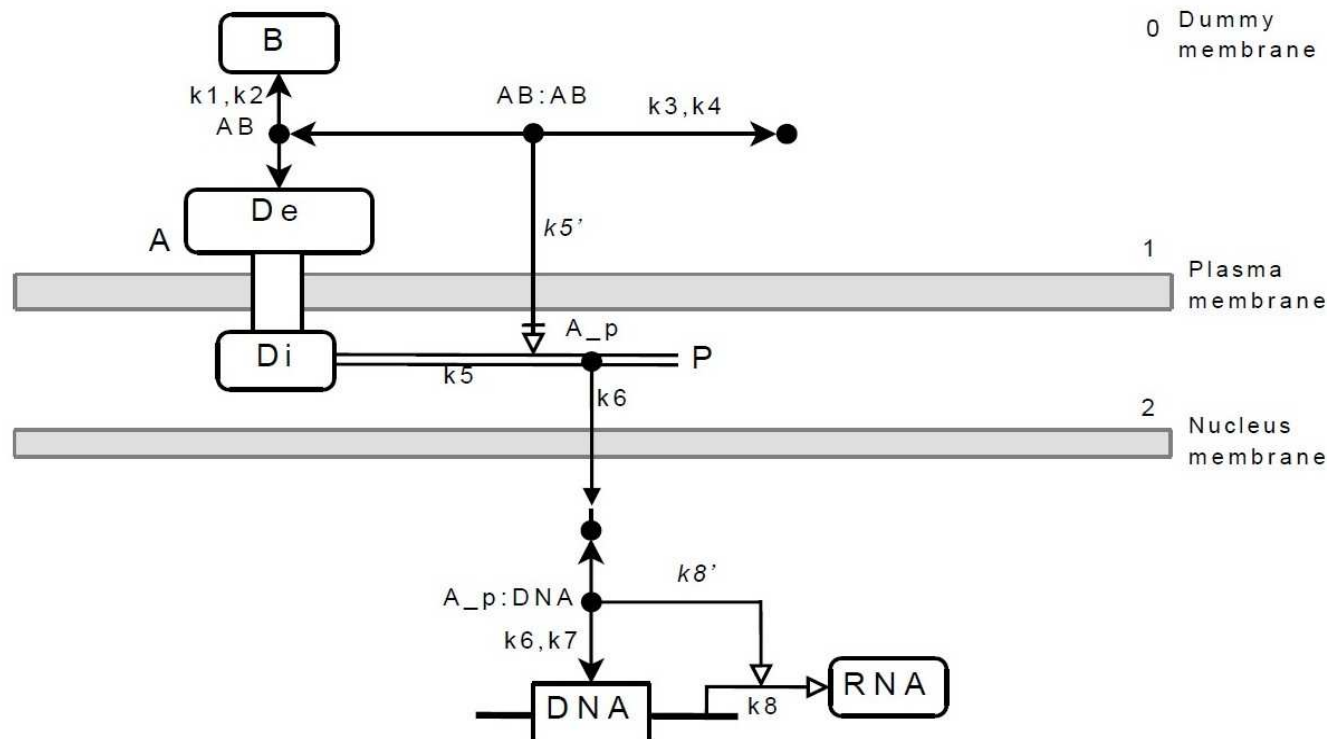 B
0 Dummy
membrane
k1,k2
AB
AB:AB
k3,k4
De
A
k5'
1
Plasma
membrane
A_p
Di
P
k5
k6
2
Nucleus
membrane
k8'
A_p:DNA
k6,k7
DNA
k8
RNA